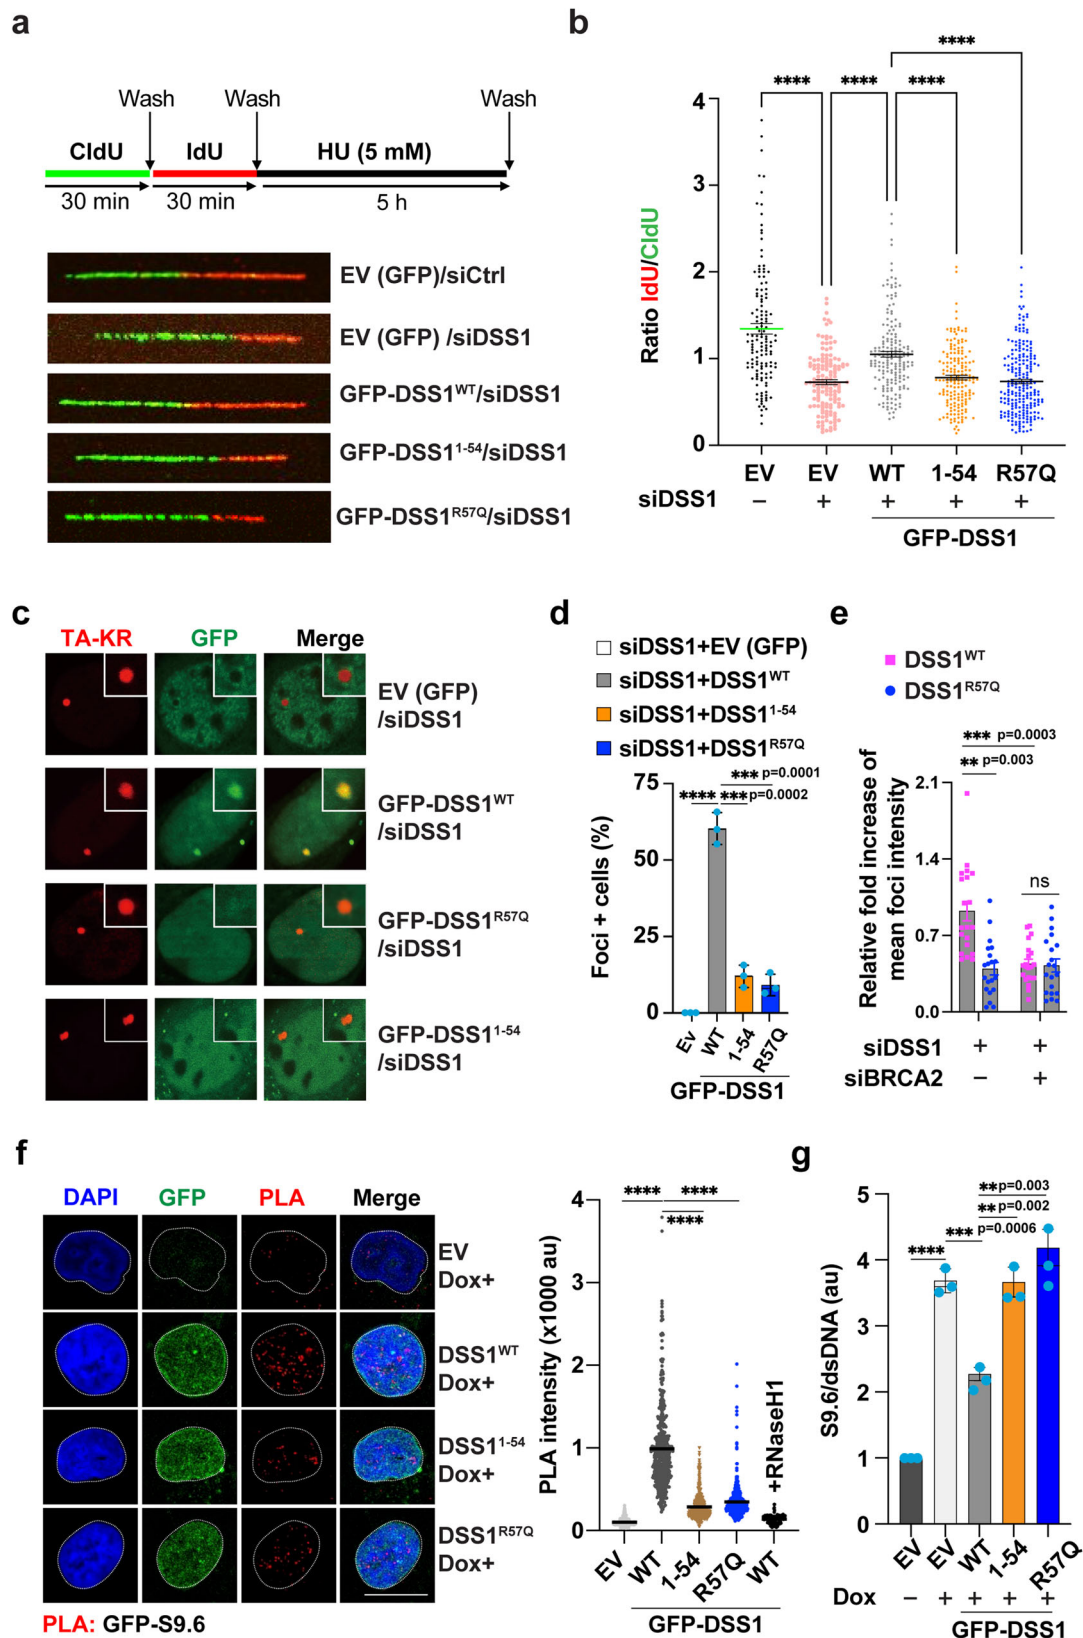 a
Wash
Wash
Wash
CldU
IdU
HU (5 mM)
30 min
30 min
5 h
EV (GFP)/siCtrl
EV (GFP) /siDSS1
GFP-DSS1WT/siDSS1
GFP-DSS11-54/siDSS1
GFP-DSS1R57Q/siDSS1
b
****
**** **** ****
Ratio IdU/CldU
4
3
2
1
0
EV EV WT 1-54 R57Q
siDSS1 – + + + +
GFP-DSS1
c
TA-KR GFP Merge
EV (GFP)
/siDSS1
GFP-DSS1WT
/siDSS1
GFP-DSS1R57Q
/siDSS1
GFP-DSS11-54
/siDSS1
d
siDSS1+EV (GFP)
siDSS1+DSS1WT
siDSS1+DSS11-54
siDSS1+DSS1R57Q
*** p=0.0001
**** *** p=0.0002
Foci + cells (%)
75
50
25
0
Ev WT 1-54 R57Q
GFP-DSS1
e
DSS1WT
DSS1R57Q
*** p=0.0003
** p=0.003
ns
Relative fold increase of
mean foci intensity
2.1
1.4
0.7
0.0
siDSS1 + +
siBRCA2 – +
f
DAPI GFP PLA Merge
EV
Dox+
DSS1WT
Dox+
DSS11-54
Dox+
DSS1R57Q
Dox+
PLA: GFP-S9.6
**** ****
****
PLA intensity (x1000 au)
4
3
2
1
0
+RNaseH1
EV WT 1-54 R57Q WT
GFP-DSS1
g
**p=0.003
**p=0.002
**** *** p=0.0006
S9.6/dsDNA (au)
5
4
3
2
1
0
EV EV WT 1-54 R57Q
Dox – + + + +
GFP-DSS1